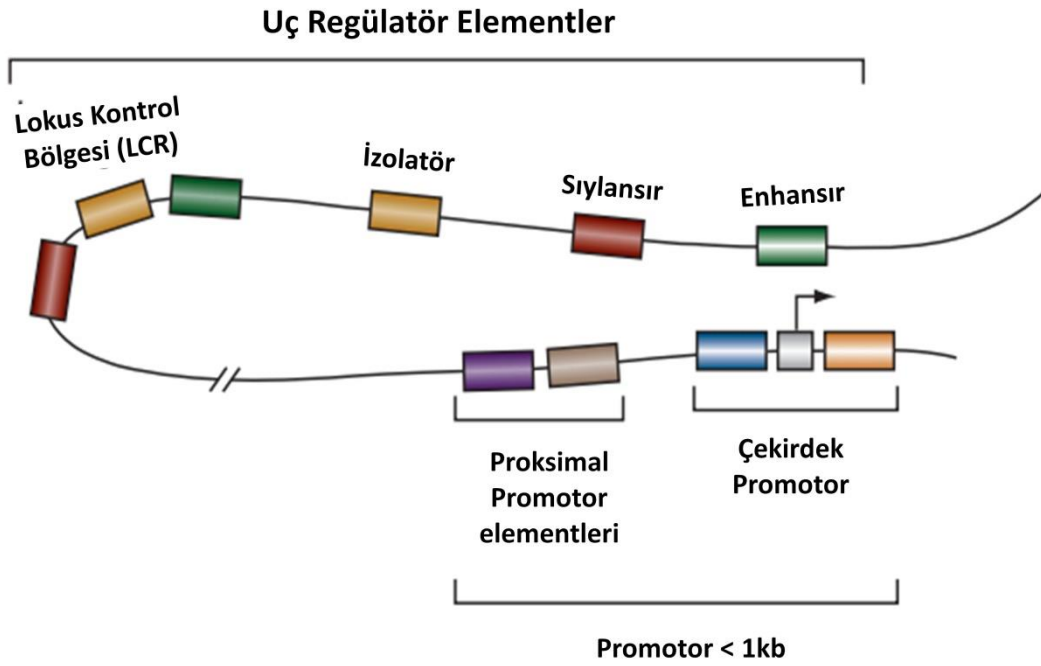 Uç Regülatör Elementler
Lokus Kontrol
Bölgesi (LCR)
İzolatör
Sıylansır
Enhansır
Proksimal
Promotor
elementleri
Çekirdek
Promotor
Promotor < 1kb